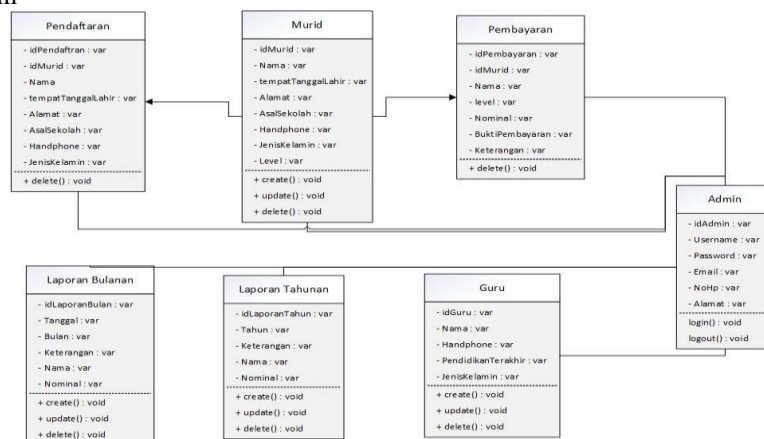 m
Pendaftaran
- idPendaftran : var
- idMurid : var
- Nama
- tempatTanggalLahir : var
- Alamat : var
- AsalSekolah : var
- Handphone : var
- JenisKelamin : var
+ delete() : void
Murid
- idMurid : var
- Nama : var
- tempatTanggalLahir : var
- Alamat : var
- AsalSekolah : var
- Handphone : var
- JenisKelamin : var
- Level : var
+ create() : void
+ update() : void
+ delete() : void
Pembayaran
- idPembayaran : var
- idMurid : var
- Nama : var
- level : var
- Nominal : var
- BuktiPembayaran : var
- Keterangan : var
+ delete() : void
Admin
- idAdmin : var
- Username : var
- Password : var
- Email : var
- NoHp : var
- Alamat : var
login() : void
logout() : void
Laporan Bulanan
- idLaporanBulan : var
- Tanggal : var
- Bulan : var
- Keterangan : var
- Nama : var
- Nominal : var
+ create() : void
+ update() : void
+ delete() : void
Laporan Tahunan
- idLaporanTahun : var
- Tahun : var
- Keterangan : var
- Nama : var
- Nominal : var
+ create() : void
+ update() : void
+ delete() : void
Guru
- idGuru : var
- Nama : var
- Handphone : var
- PendidikanTerakhir : var
- JenisKelamin : var
+ create() : void
+ update() : void
+ delete() : void